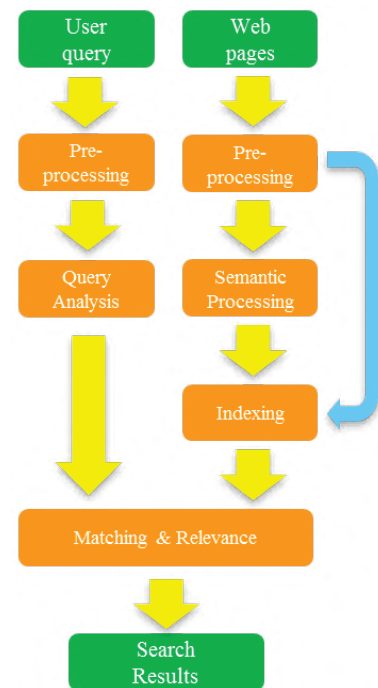 User
query
Web
pages
Pre-
processing
Pre-
processing
Query
Analysis
Semantic
Processing
Indexing
Matching & Relevance
Search
Results